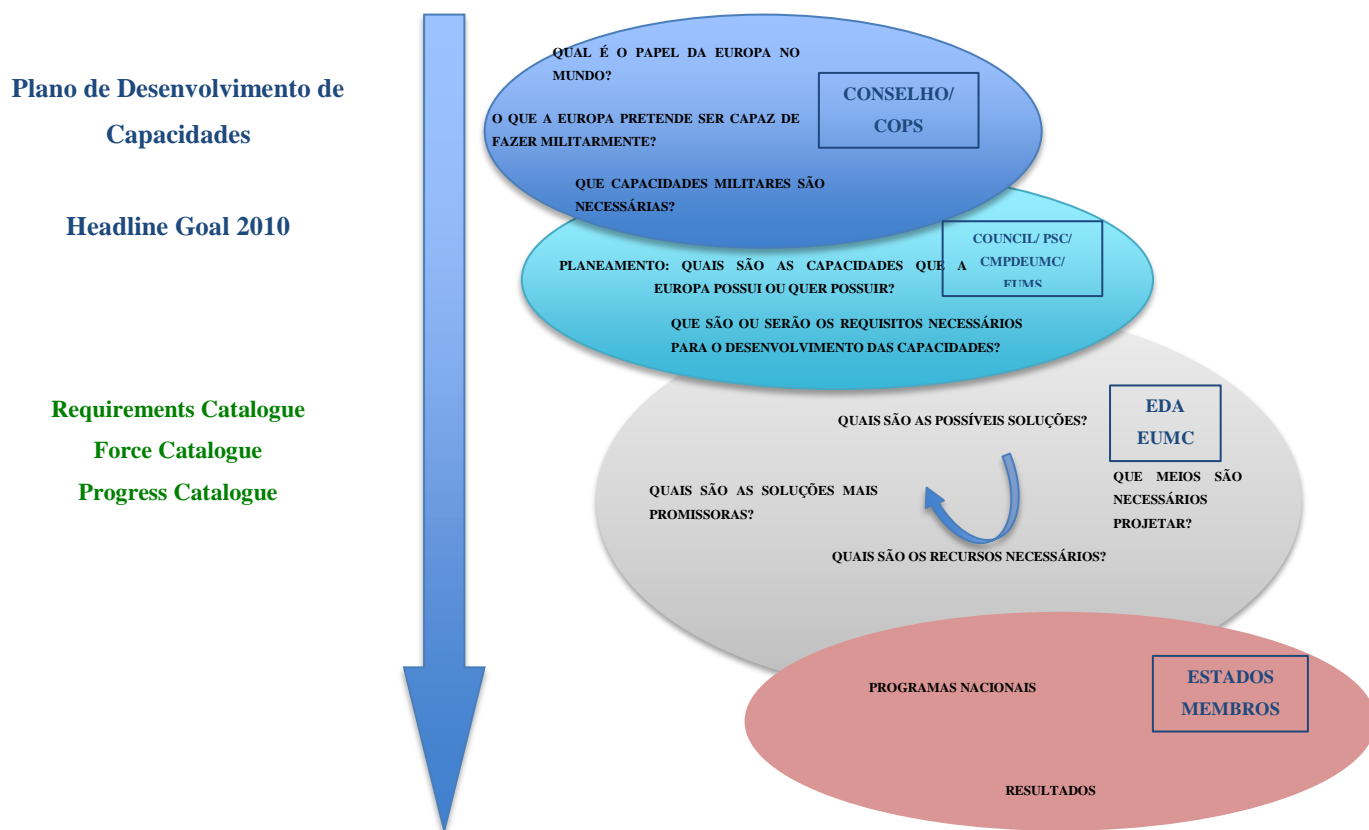 Plano de Desenvolvimento de
Capacidades
Headline Goal 2010
Requirements Catalogue
Force Catalogue
Progress Catalogue
QUAL É O PAPEL DA EUROPA NO
MUNDO?
O QUE A EUROPA PRETENDE SER CAPAZ DE
FAZER MILITARMENTE?
QUE CAPACIDADES MILITARES SÃO
NECESSÁRIAS?
CONSELHO/
COPS
PLANEAMENTO: QUAIS SÃO AS CAPACIDADES QUE A
EUROPA POSSUI OU QUER POSSUIR?
QUE SÃO OU SERÃO OS REQUISITOS NECESSÁRIOS
PARA O DESENVOLVIMENTO DAS CAPACIDADES?
COUNCIL/ PSC/
CMPDEUMC/
EUMS
QUAIS SÃO AS POSSÍVEIS SOLUÇÕES?
EDA
EUMC
QUAIS SÃO AS SOLUÇÕES MAIS
PROMISSORAS?
QUE MEIOS SÃO
NECESSÁRIOS
PROJETAR?
QUAIS SÃO OS RECURSOS NECESSÁRIOS?
PROGRAMAS NACIONAIS
ESTADOS
MEMBROS
RESULTADOS